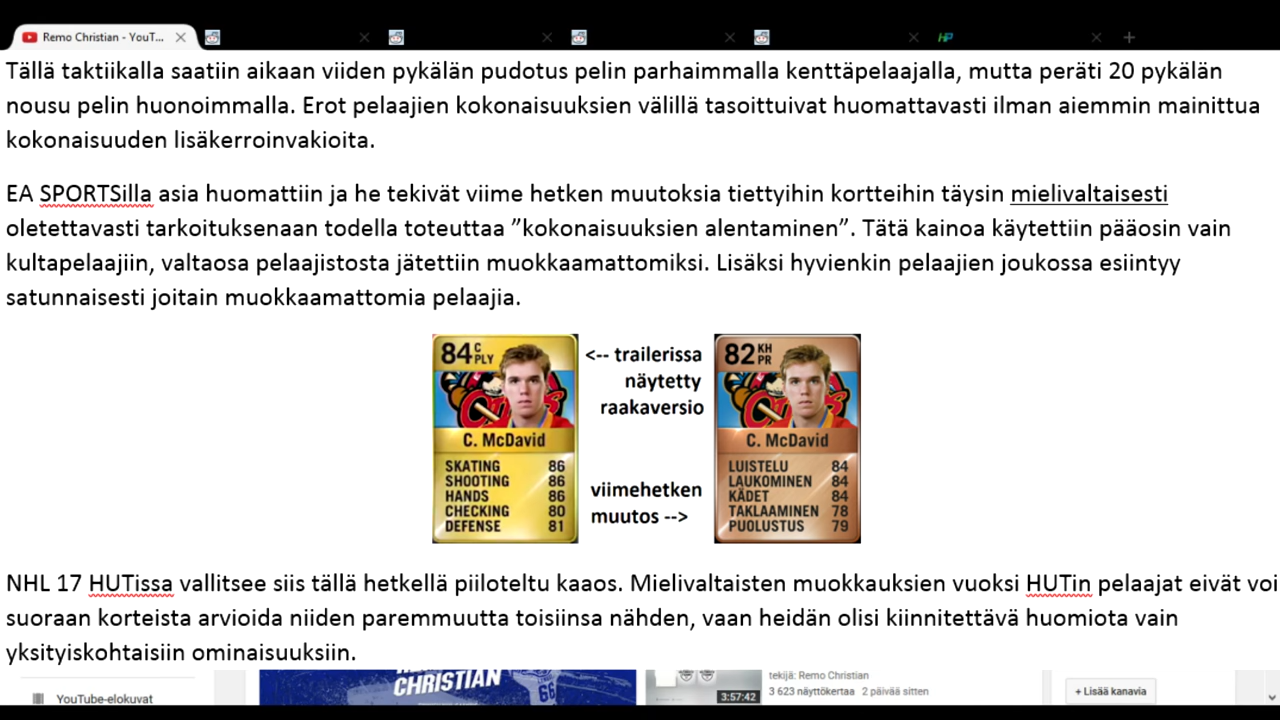 Remo Christian - YouT...
HP
Tällä taktiikalla saatiin aikaan viiden pykälän pudotus pelin parhaimmalla kenttäpelaajalla, mutta peräti 20 pykälän
nousu pelin huonoimmalla. Erot pelaajien kokonaisuuksien välillä tasoittuivat huomattavasti ilman aiemmin mainittua
kokonaisuuden lisäkerroinvakioita.
EA SPORTSilla asia huomattiin ja he tekivät viime hetken muutoksia tiettyihin kortteihin täysin mielivaltaisesti
oletettavasti tarkoituksenaan todella toteuttaa ”kokonaisuuksien alentaminen”. Tätä kainoa käytettiin pääosin vain
kultapelaajiin, valtaosa pelaajistosta jätettiin muokkaamattomiksi. Lisäksi hyvienkin pelaajien joukossa esiintyy
satunnaisesti joitain muokkaamattomia pelaajia.
84 C PLY
C. McDavid
SKATING 86
SHOOTING 86
HANDS 86
CHECKING 80
DEFENSE 81
<-- trailerissa
näytetty
raakaversio
viimehetken
muutos -->
82 KH PR
C. McDavid
LUISTELU 84
LAUKOMINEN 84
KÄDET 84
TAKLAAMINEN 78
PUOLUSTUS 79
NHL 17 HUTissa vallitsee siis tällä hetkellä piiloteltu kaaos. Mielivaltaisten muokkauksien vuoksi HUTin pelaajat eivät voi
suoraan korteista arvioida niiden paremmuutta toisiinsa nähden, vaan heidän olisi kiinnitettävä huomiota vain
yksityiskohtaisiin ominaisuuksiin.
YouTube-elokuvat
CHRISTIAN
66
3:57:42
tekijä: Remo Christian
3 623 näyttökertaa 2 päivää sitten
+ Lisää kanavia